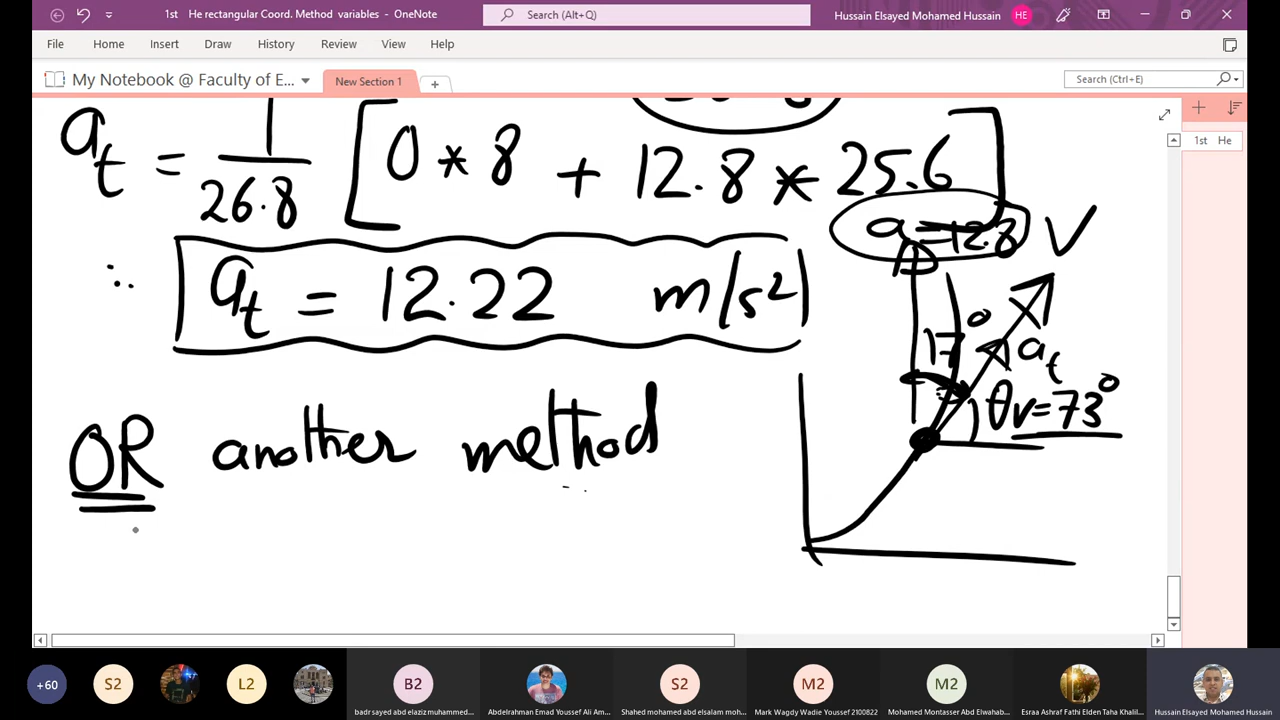 1st He rectangular Coord. Method variables - OneNote
Search (Alt+Q)
Hussain Elsayed Mohamed Hussain
HE
File Home Insert Draw History Review View Help
My Notebook @ Faculty of E...
New Section 1
Search (Ctrl+E)
1st He
at = 1/26.8 [0 * 8 + 12.8 * 25.6]
a = 12.8
V
∴ at = 12.22 m/s²
17°
at
θv = 73°
OR another method
+60
S2
L2
B2
badr sayed abd elaziz muhammed...
Abdelrahman Emad Youssef Ali Am...
S2
Shahed mohamed abd elsalam moh...
M2
Mark Wagdy Wadie Youssef 2100822
M2
Mohamed Montasser Abd Elwahab...
Esraa Ashraf Fathi Elden Taha Khalil...
Hussain Elsayed Mohamed Hussain